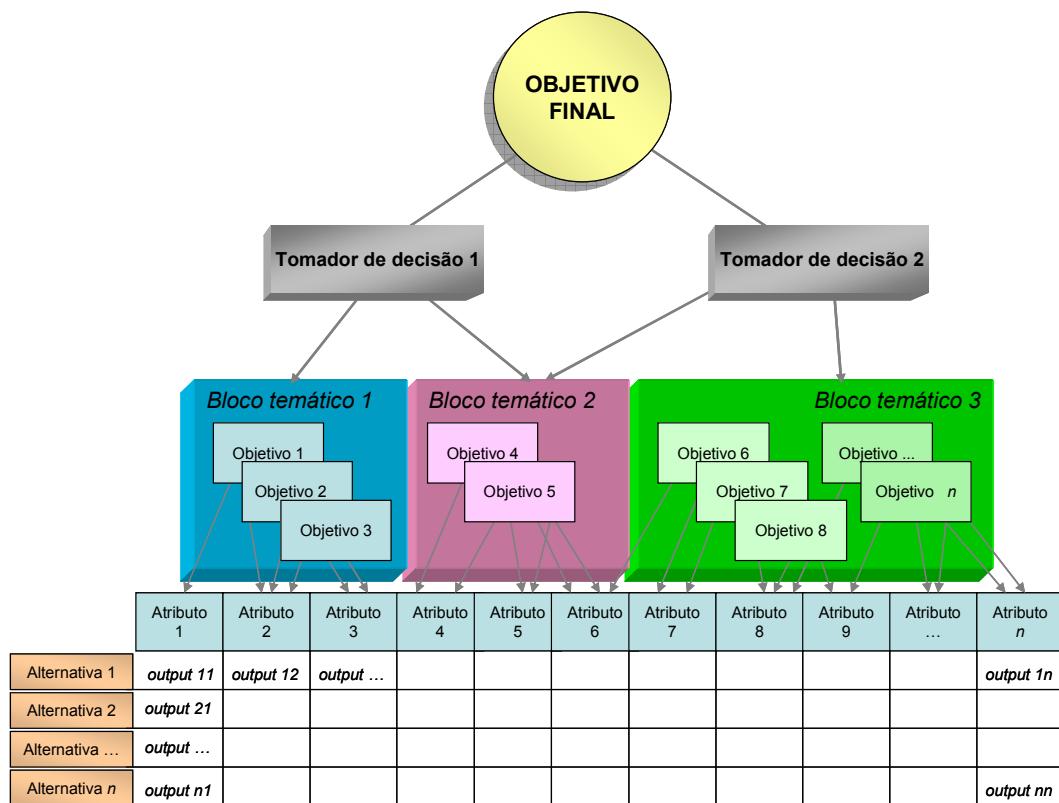 OBJETIVO
FINAL
Tomador de decisão 1
Tomador de decisão 2
Bloco temático 1
Objetivo 1
Objetivo 2
Objetivo 3
Bloco temático 2
Objetivo 4
Objetivo 5
Bloco temático 3
Objetivo 6
Objetivo 7
Objetivo 8
Objetivo ...
Objetivo n
Atributo
1
Atributo
2
Atributo
3
Atributo
4
Atributo
5
Atributo
6
Atributo
7
Atributo
8
Atributo
9
Atributo
…
Atributo
n
Alternativa 1
output 11
output 12
output …
output 1n
Alternativa 2
output 21
Alternativa …
output …
Alternativa n
output n1
output nn